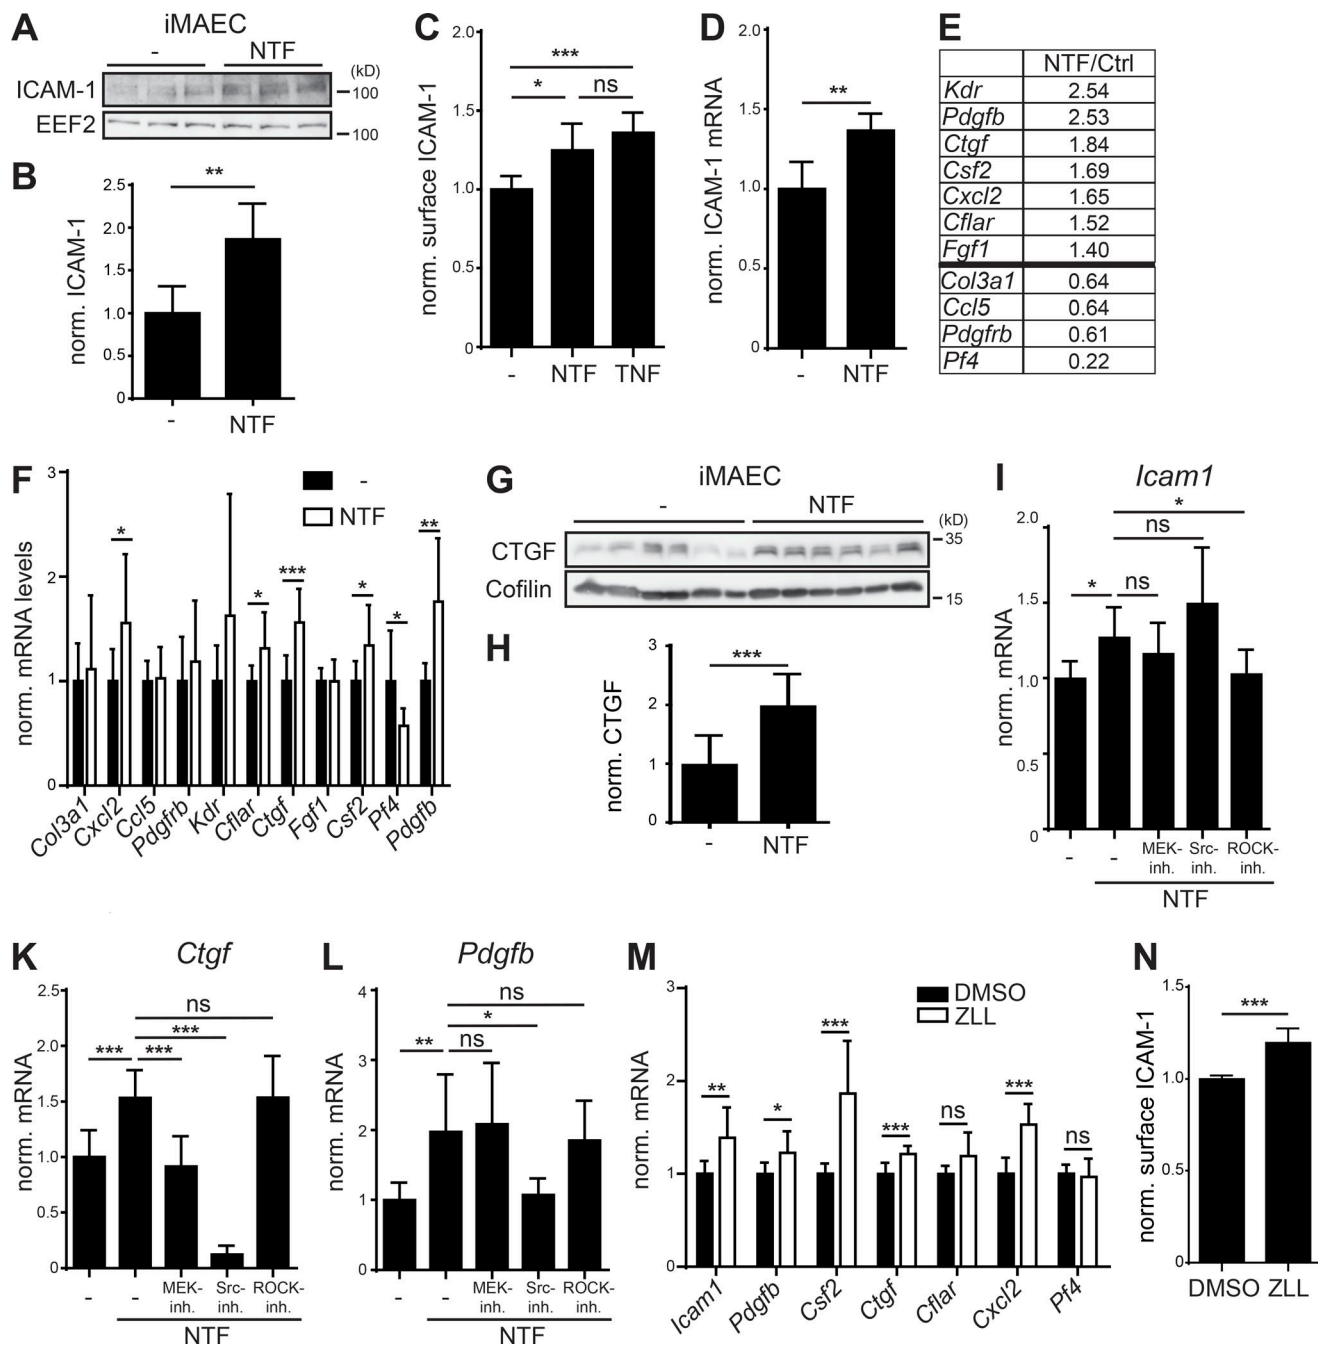 A
iMAEC
- NTF
(kD)
ICAM-1
100
EEF2
100
B
norm. ICAM-1
2.5
2.0
1.5
1.0
0.5
0
**
- NTF
C
norm. surface ICAM-1
2.0
1.5
1.0
0.5
0
***
* ns
- NTF TNF
D
norm. ICAM-1 mRNA
2.0
1.5
1.0
0.5
0
**
- NTF
E
NTF/Ctrl
Kdr 2.54
Pdgfb 2.53
Ctgf 1.84
Csf2 1.69
Cxcl2 1.65
Cflar 1.52
Fgf1 1.40
Col3a1 0.64
Ccl5 0.64
Pdgfrb 0.61
Pf4 0.22
F
norm. mRNA levels
3
2
1
0
-
NTF
* * *** * * **
Col3a1 Cxcl2 Ccl5 Pdgfrb Kdr Cflar Ctgf Fgf1 Csf2 Pf4 Pdgfb
G
iMAEC
- NTF
(kD)
CTGF
35
Cofilin
15
H
norm. CTGF
3
2
1
0
***
- NTF
I
Icam1
norm. mRNA
2.0
1.5
1.0
0.5
0
*
ns
* ns
- - MEK- Src- ROCK-
inh. inh. inh.
NTF
K
Ctgf
norm. mRNA
2.5
2.0
1.5
1.0
0.5
0
ns
***
*** ***
- - MEK- Src- ROCK-
inh. inh. inh.
NTF
L
Pdgfb
norm. mRNA
4
3
2
1
0
ns
*
** ns
- - MEK- Src- ROCK-
inh. inh. inh.
NTF
M
norm. mRNA
3
2
1
0
DMSO
ZLL
** * *** *** ns *** ns
Icam1 Pdgfb Csf2 Ctgf Cflar Cxcl2 Pf4
N
norm. surface ICAM-1
1.5
1.0
0.5
0
***
DMSO ZLL